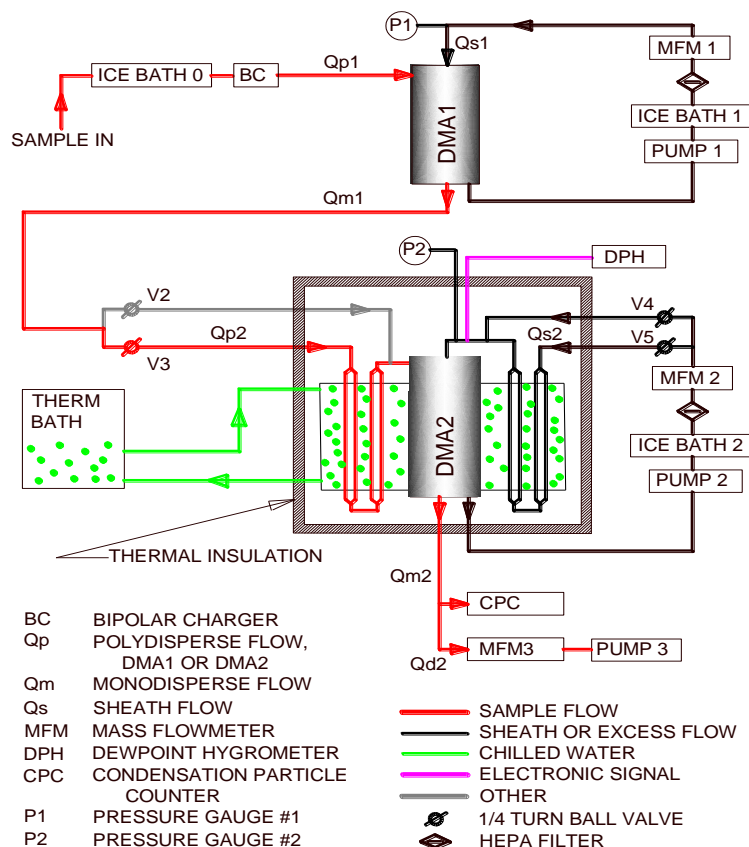 P1
Qs1
MFM 1
Qp1
ICE BATH 0
BC
SAMPLE IN
DMA1
ICE BATH 1
PUMP 1
Qm1
P2
DPH
V2
V4
Qp2
Qs2
V5
V3
MFM 2
THERM
BATH
DMA2
ICE BATH 2
PUMP 2
THERMAL INSULATION
Qm2
CPC
MFM3
PUMP 3
Qd2
BC BIPOLAR CHARGER
Qp POLYDISPERSE FLOW,
DMA1 OR DMA2
Qm MONODISPERSE FLOW
Qs SHEATH FLOW
MFM MASS FLOWMETER
DPH DEWPOINT HYGROMETER
CPC CONDENSATION PARTICLE
COUNTER
P1 PRESSURE GAUGE #1
P2 PRESSURE GAUGE #2
SAMPLE FLOW
SHEATH OR EXCESS FLOW
CHILLED WATER
ELECTRONIC SIGNAL
OTHER
1/4 TURN BALL VALVE
HEPA FILTER